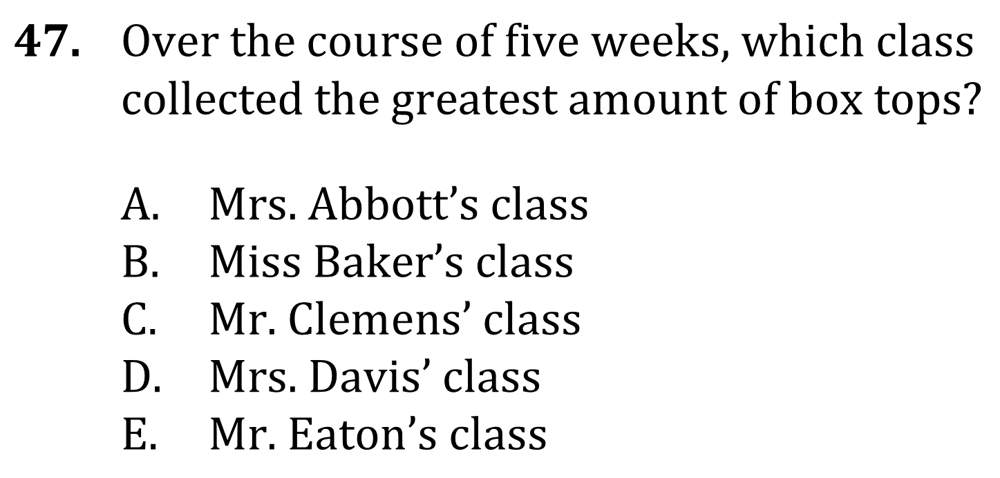 47. Over the course of five weeks, which class
collected the greatest amount of box tops?
A. Mrs. Abbott’s class
B. Miss Baker’s class
C. Mr. Clemens’ class
D. Mrs. Davis’ class
E. Mr. Eaton’s class